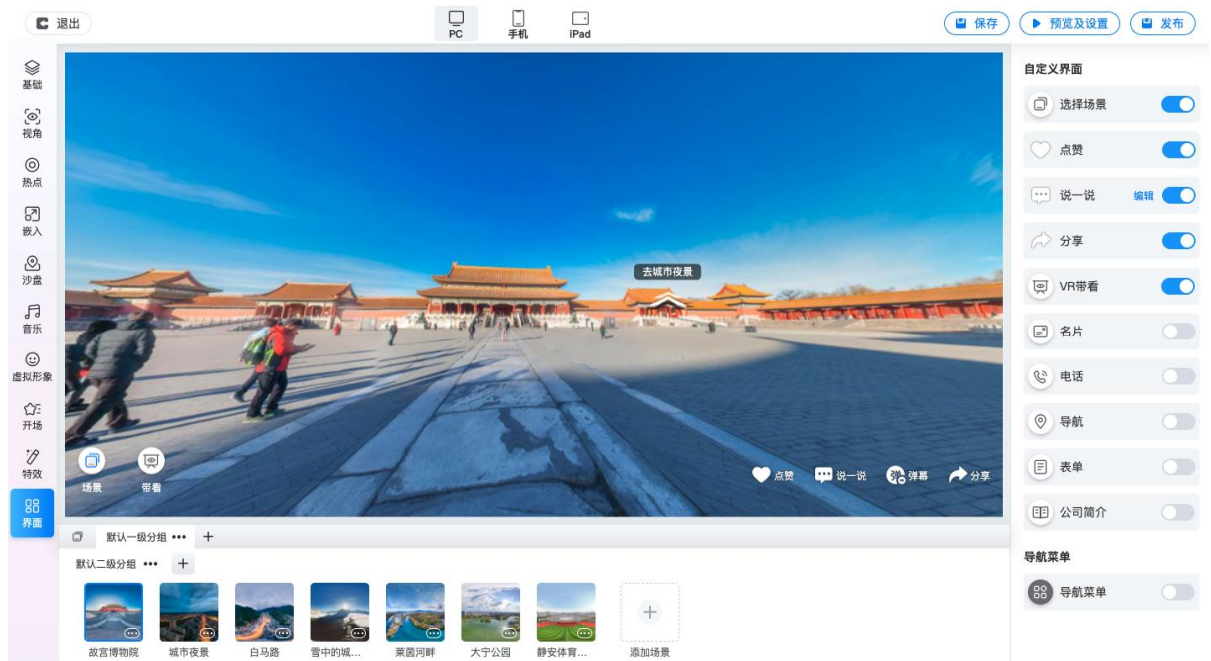 退出
PC
手机
iPad
保存
预览及设置
发布
基础
视角
热点
嵌入
沙盘
音乐
虚拟形象
开场
特效
界面
去城市夜景
场景
带看
点赞
说一说
弹幕
分享
默认一级分组 •••
默认二级分组 •••
故宫博物院
城市夜景
白马路
雪中的城...
莱茵河畔
大宁公园
静安体育...
添加场景
自定义界面
选择场景
点赞
说一说 编辑
分享
VR带看
名片
电话
导航
表单
公司简介
导航菜单
导航菜单